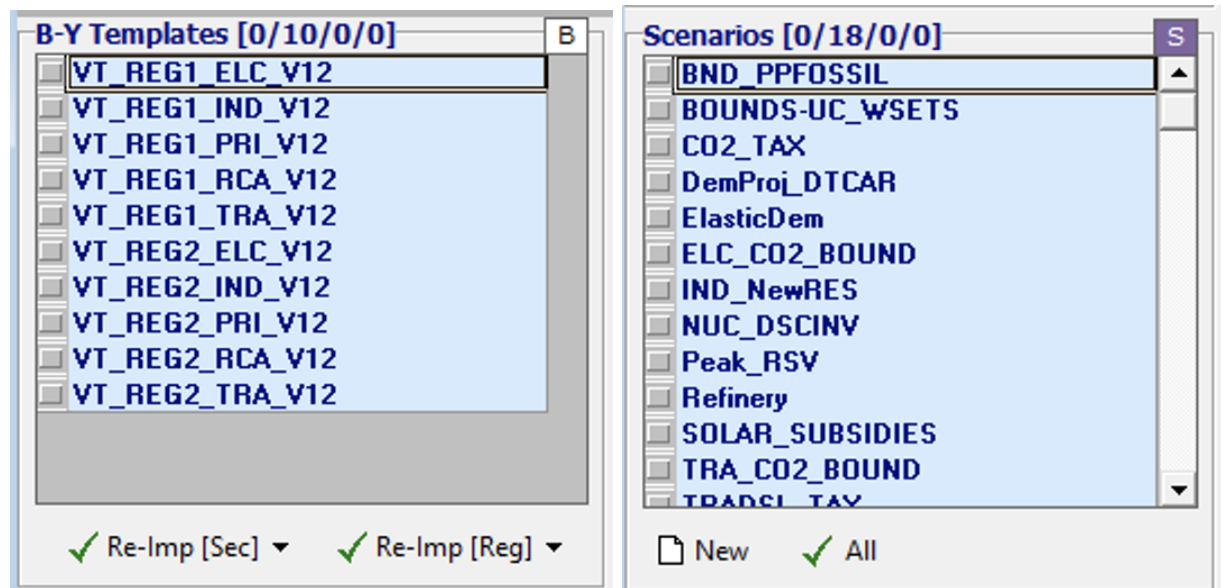 B-Y Templates [0/10/0/0]
B
VT_REG1_ELC_V12
VT_REG1_IND_V12
VT_REG1_PRI_V12
VT_REG1_RCA_V12
VT_REG1_TRA_V12
VT_REG2_ELC_V12
VT_REG2_IND_V12
VT_REG2_PRI_V12
VT_REG2_RCA_V12
VT_REG2_TRA_V12
Re-Imp [Sec]
Re-Imp [Reg]
Scenarios [0/18/0/0]
S
BND_PPFOSSIL
BOUNDS-UC_WSETS
CO2_TAX
DemProj_DTCAR
ElasticDem
ELC_CO2_BOUND
IND_NewRES
NUC_DSCINV
Peak_RSV
Refinery
SOLAR_SUBSIDIES
TRA_CO2_BOUND
TRADSL_TAX
New
All